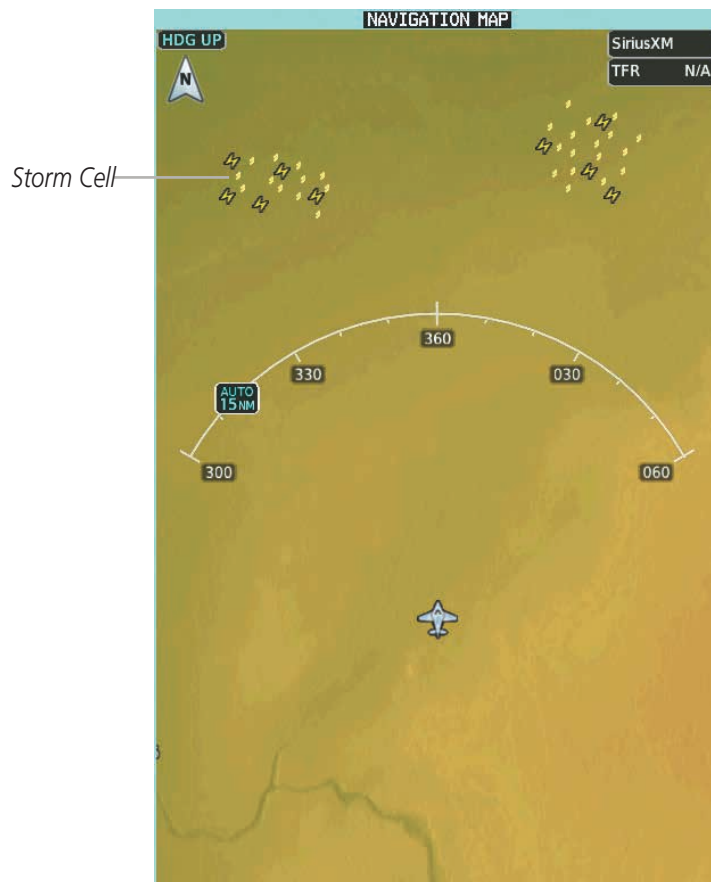 NAVIGATION MAP
HDG UP
N
SiriusXM
TFR N/A
Storm Cell
360
330
030
AUTO
15NM
300
060